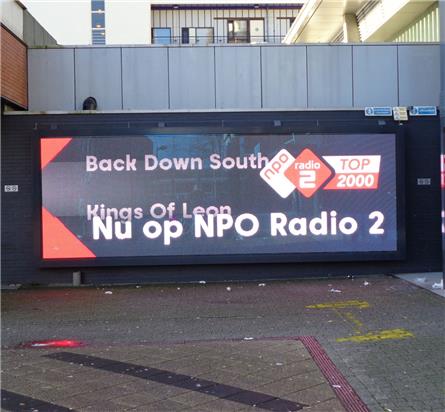 Back Down South
npo
radio
2
TOP
2000
Kings Of Leon
Nu op NPO Radio 2